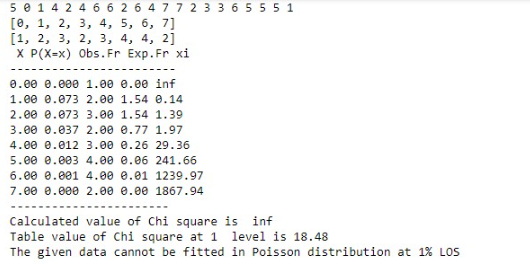 5 0 1 4 2 4 6 6 2 6 4 7 7 2 3 3 6 5 5 5 1
[0, 1, 2, 3, 4, 5, 6, 7]
[1, 2, 3, 2, 3, 4, 4, 2]
X P(X=x) Obs.Fr Exp.Fr xi
-----------------------
0.00 0.000 1.00 0.00 inf
1.00 0.073 2.00 1.54 0.14
2.00 0.073 3.00 1.54 1.39
3.00 0.037 2.00 0.77 1.97
4.00 0.012 3.00 0.26 29.36
5.00 0.003 4.00 0.06 241.66
6.00 0.001 4.00 0.01 1239.97
7.00 0.000 2.00 0.00 1867.94
-----------------------
Calculated value of Chi square is inf
Table value of Chi square at 1 level is 18.48
The given data cannot be fitted in Poisson distribution at 1% LOS